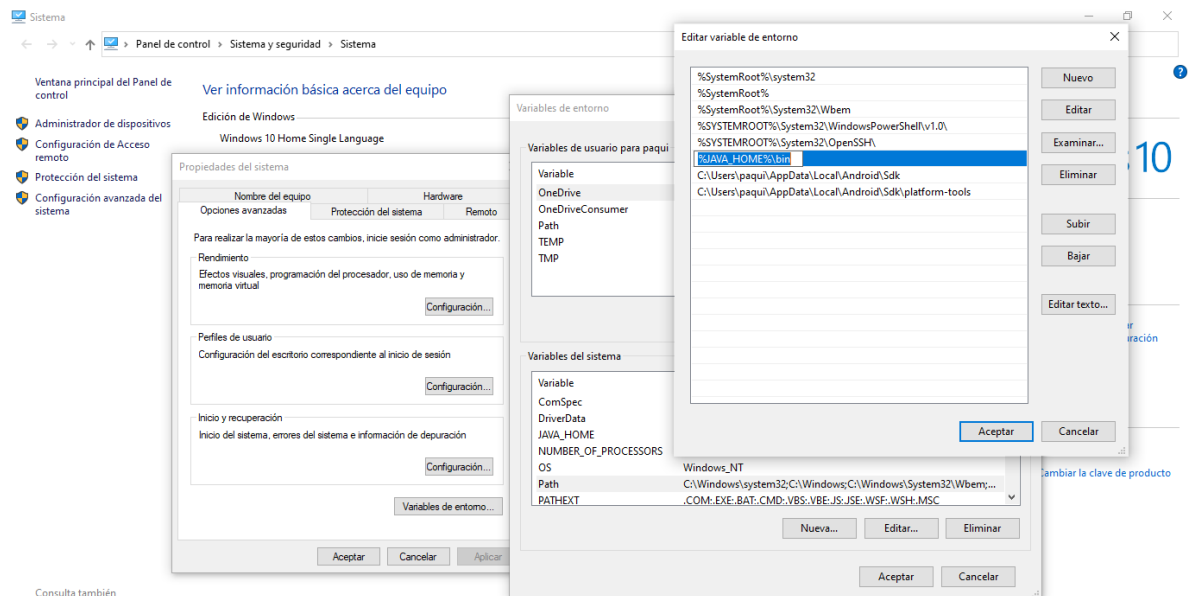 Sistema
Panel de control › Sistema y seguridad › Sistema
Ventana principal del Panel de
control
Administrador de dispositivos
Configuración de Acceso
remoto
Protección del sistema
Configuración avanzada del
sistema
Consulta también
Ver información básica acerca del equipo
Edición de Windows
Windows 10 Home Single Language
10
Cambiar la clave de producto
Propiedades del sistema
Nombre del equipo
Hardware
Opciones avanzadas
Protección del sistema
Remoto
Para realizar la mayoría de estos cambios, inicie sesión como administrador.
Rendimiento
Efectos visuales, programación del procesador, uso de memoria y
memoria virtual
Configuración...
Perfiles de usuario
Configuración del escritorio correspondiente al inicio de sesión
Configuración...
Inicio y recuperación
Inicio del sistema, errores del sistema e información de depuración
Configuración...
Variables de entorno...
Aceptar
Cancelar
Aplicar
Variables de entorno
Variables de usuario para paqui
Variable
OneDrive
OneDriveConsumer
Path
TEMP
TMP
Variables del sistema
Variable
ComSpec
DriverData
JAVA_HOME
NUMBER_OF_PROCESSORS
OS Windows_NT
Path C:\Windows\system32;C:\Windows;C:\Windows\System32\Wbem;...
PATHEXT .COM;.EXE;.BAT;.CMD;.VBS;.VBE;.JS;.JSE;.WSF;.WSH;.MSC
Nueva...
Editar...
Eliminar
Aceptar
Cancelar
Editar variable de entorno
%SystemRoot%\system32
%SystemRoot%
%SystemRoot%\System32\Wbem
%SYSTEMROOT%\System32\WindowsPowerShell\v1.0\
%SYSTEMROOT%\System32\OpenSSH\
%JAVA_HOME%\bin
C:\Users\paqui\AppData\Local\Android\Sdk
C:\Users\paqui\AppData\Local\Android\Sdk\platform-tools
Nuevo
Editar
Examinar...
Eliminar
Subir
Bajar
Editar texto...
Aceptar
Cancelar